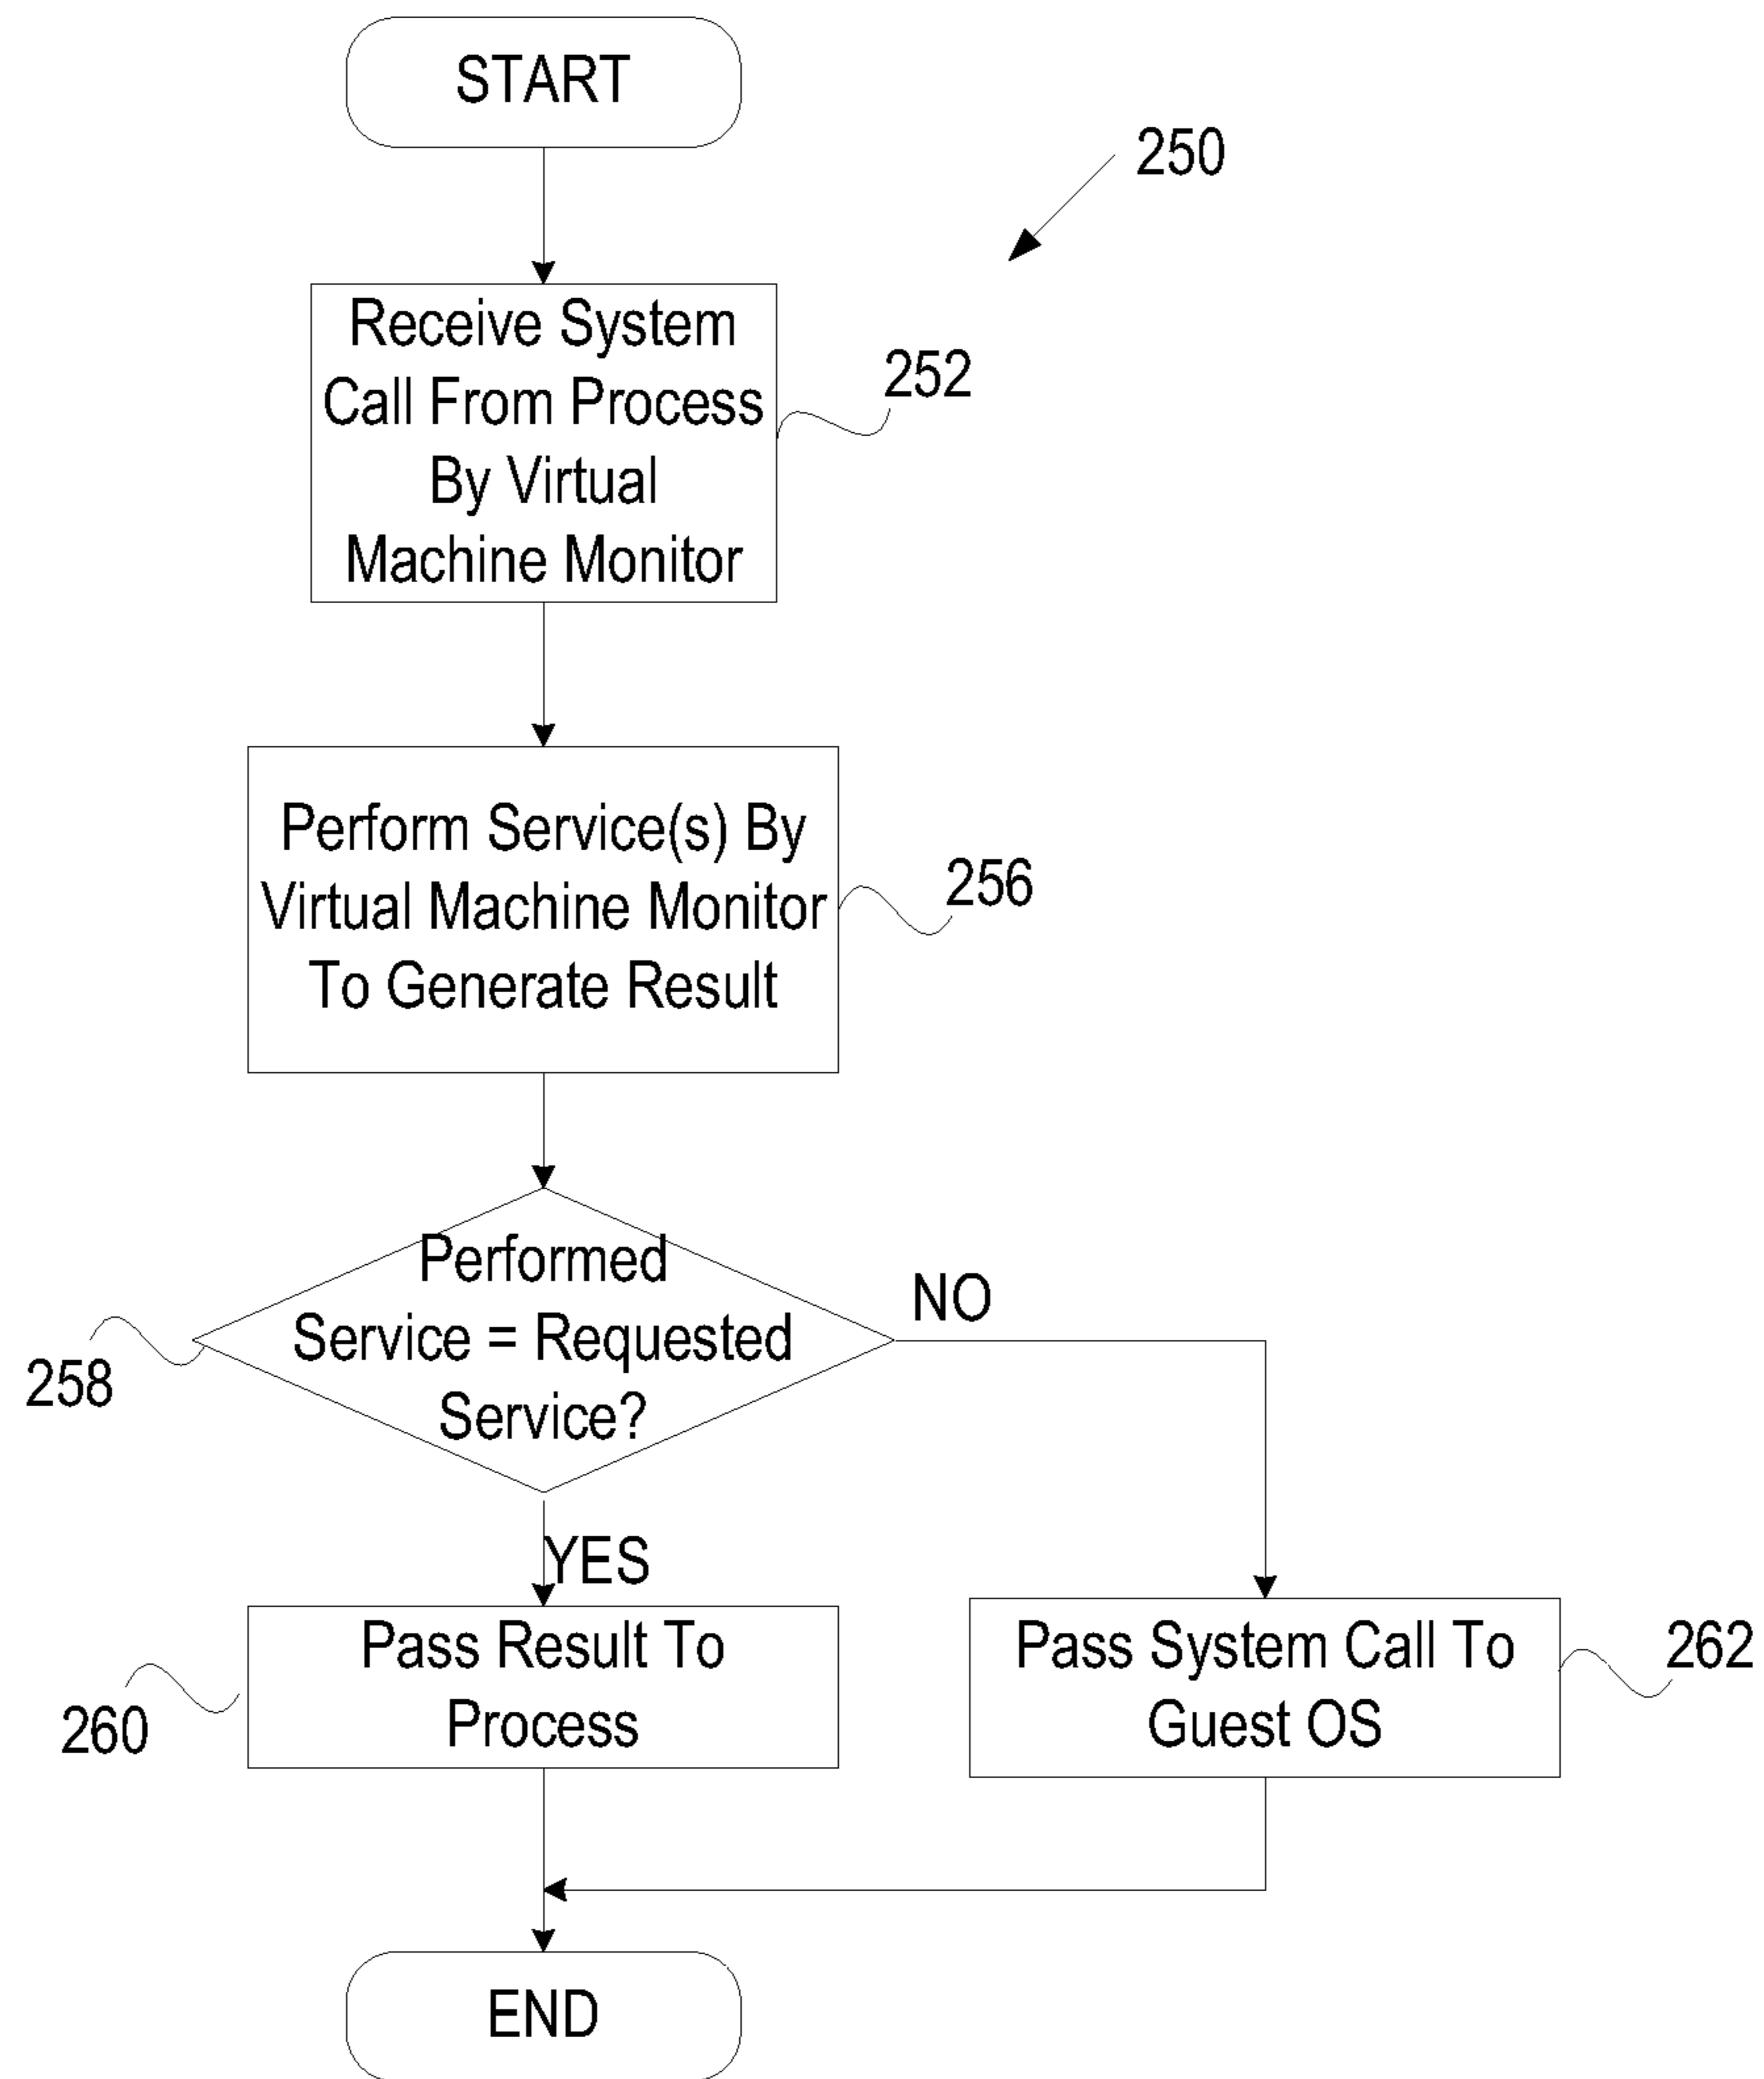 START
250
Receive System
Call From Process
By Virtual
Machine Monitor
252
Perform Service(s) By
Virtual Machine Monitor
To Generate Result
256
Performed
Service = Requested
Service?
258
NO
YES
Pass Result To
Process
260
Pass System Call To
Guest OS
262
END